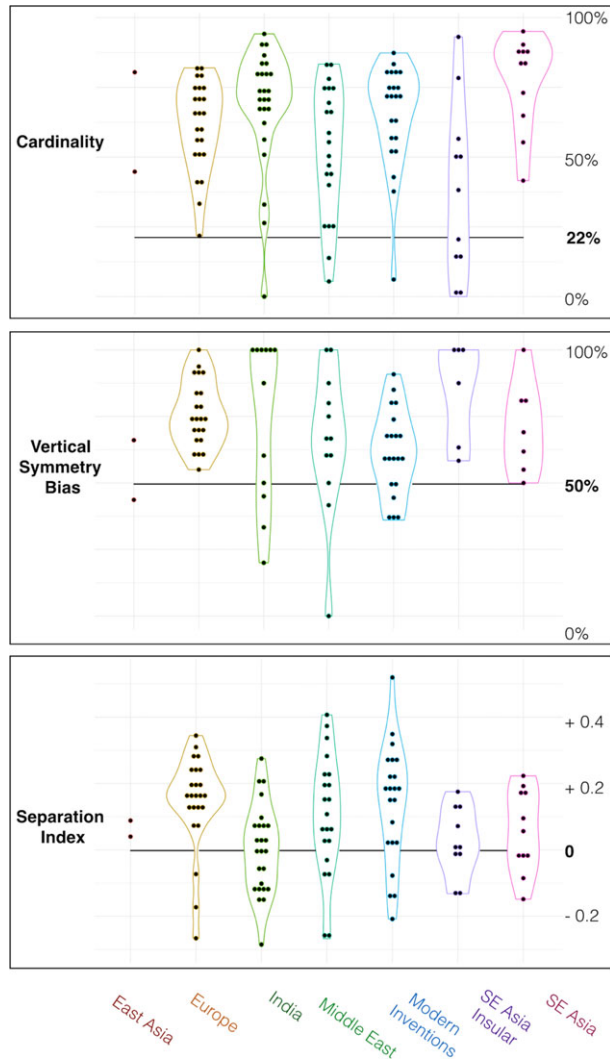 100%
Cardinality
50%
22%
0%
100%
Vertical
Symmetry
Bias
50%
0%
+ 0.4
+ 0.2
Separation
Index
0
- 0.2
East Asia
Europe
India
Middle East
Modern
Inventions
SE Asia
Insular
SE Asia